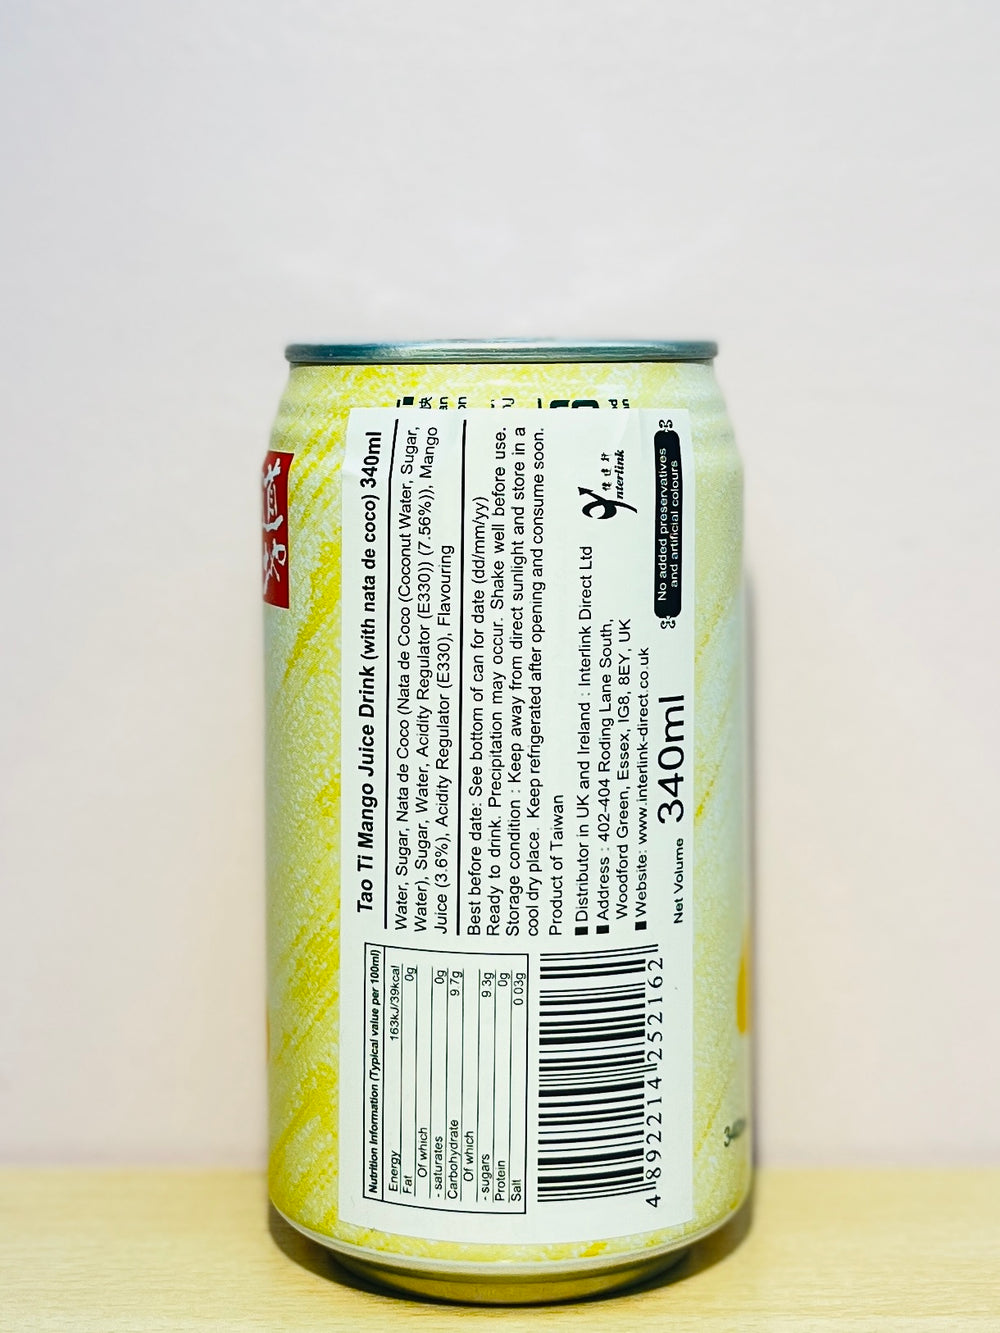 Tao Ti Mango Juice Drink (with nata de coco) 340ml
Water, Sugar, Nata de Coco (Nata de Coco (Coconut Water, Sugar,
Water), Sugar, Water, Acidity Regulator (E330)) (7.56%)), Mango
Juice (3.6%), Acidity Regulator (E330), Flavouring
Best before date: See bottom of can for date (dd/mm/yy)
Ready to drink. Precipitation may occur. Shake well before use.
Storage condition : Keep away from direct sunlight and store in a
cool dry place. Keep refrigerated after opening and consume soon.
Product of Taiwan
■ Distributor in UK and Ireland : Interlink Direct Ltd
■ Address : 402-404 Roding Lane South,
Woodford Green, Essex, IG8, 8EY, UK
■ Website: www.interlink-direct.co.uk
Net Volume 340ml
nterlink
No added preservatives
and artificial colours
Nutrition Information (Typical value per 100ml)
Energy 163kJ/39kcal
Fat 0g
Of which
- saturates 0g
Carbohydrate 9.7g
Of which
- sugars 9.3g
Protein 0g
Salt 0.03g
4 892214 252162